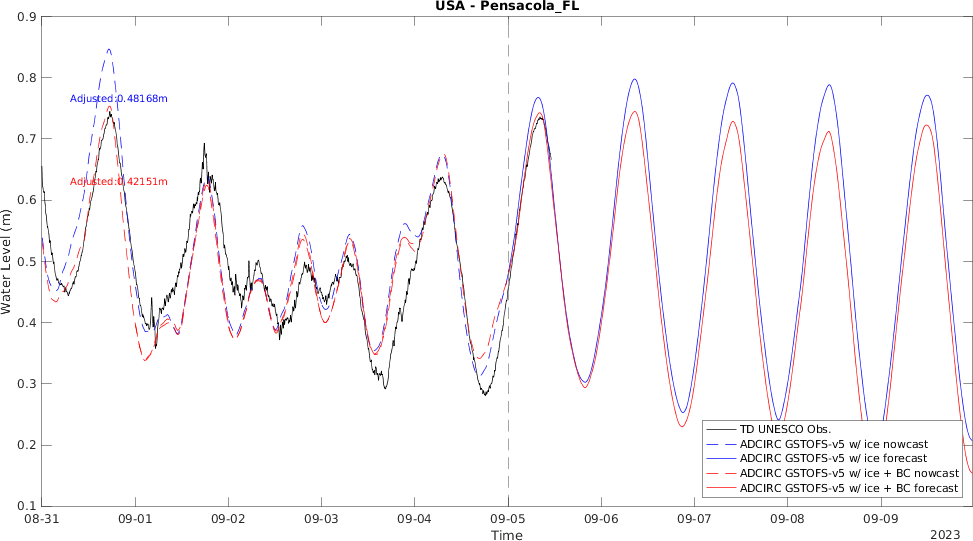 USA - Pensacola_FL
0.9
0.8
0.7
0.6
0.5
0.4
0.3
0.2
0.1
Water Level (m)
Adjusted:0.48168m
Adjusted:0.42151m
TD UNESCO Obs.
ADCIRC GSTOFS-v5 w/ ice nowcast
ADCIRC GSTOFS-v5 w/ ice forecast
ADCIRC GSTOFS-v5 w/ ice + BC nowcast
ADCIRC GSTOFS-v5 w/ ice + BC forecast
08-31 09-01 09-02 09-03 09-04 09-05 09-06 09-07 09-08 09-09
Time
2023